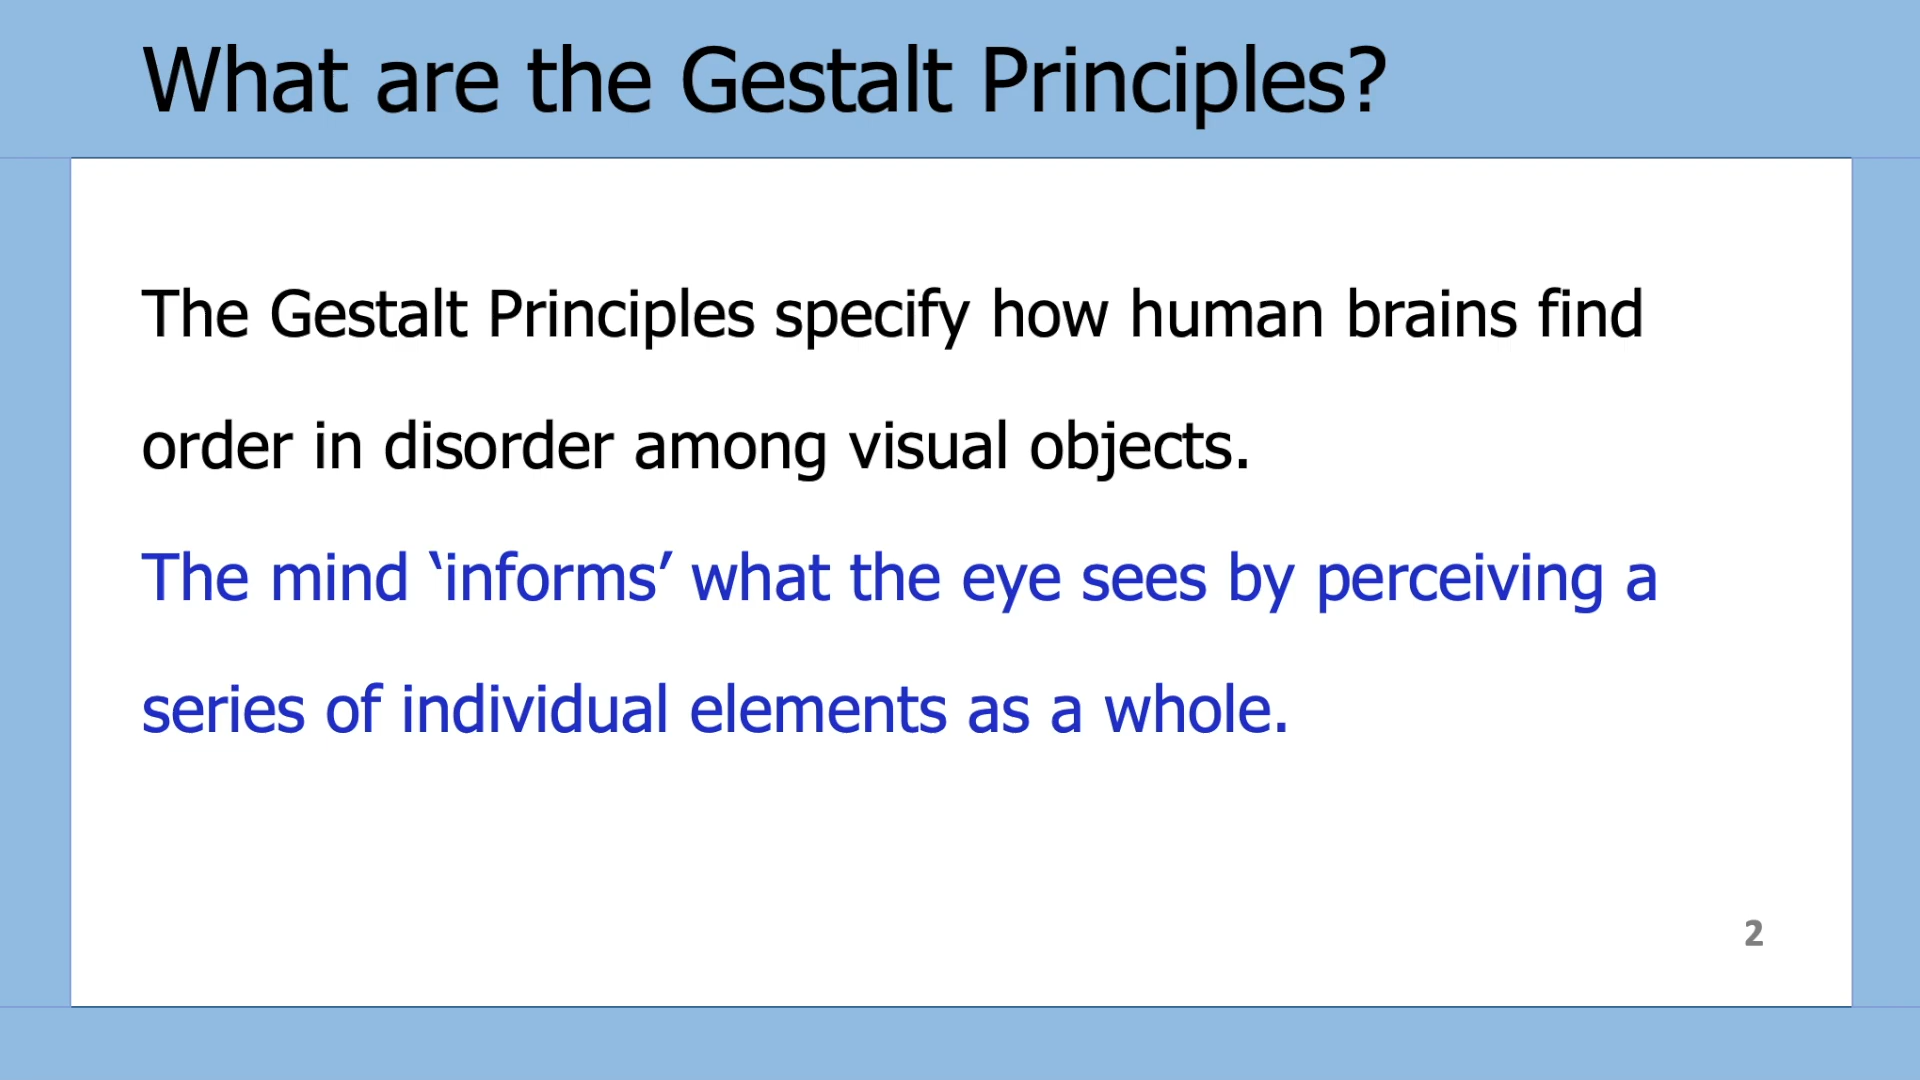 What are the Gestalt Principles?
The Gestalt Principles specify how human brains find
order in disorder among visual objects.
The mind ‘informs’ what the eye sees by perceiving a
series of individual elements as a whole.
2